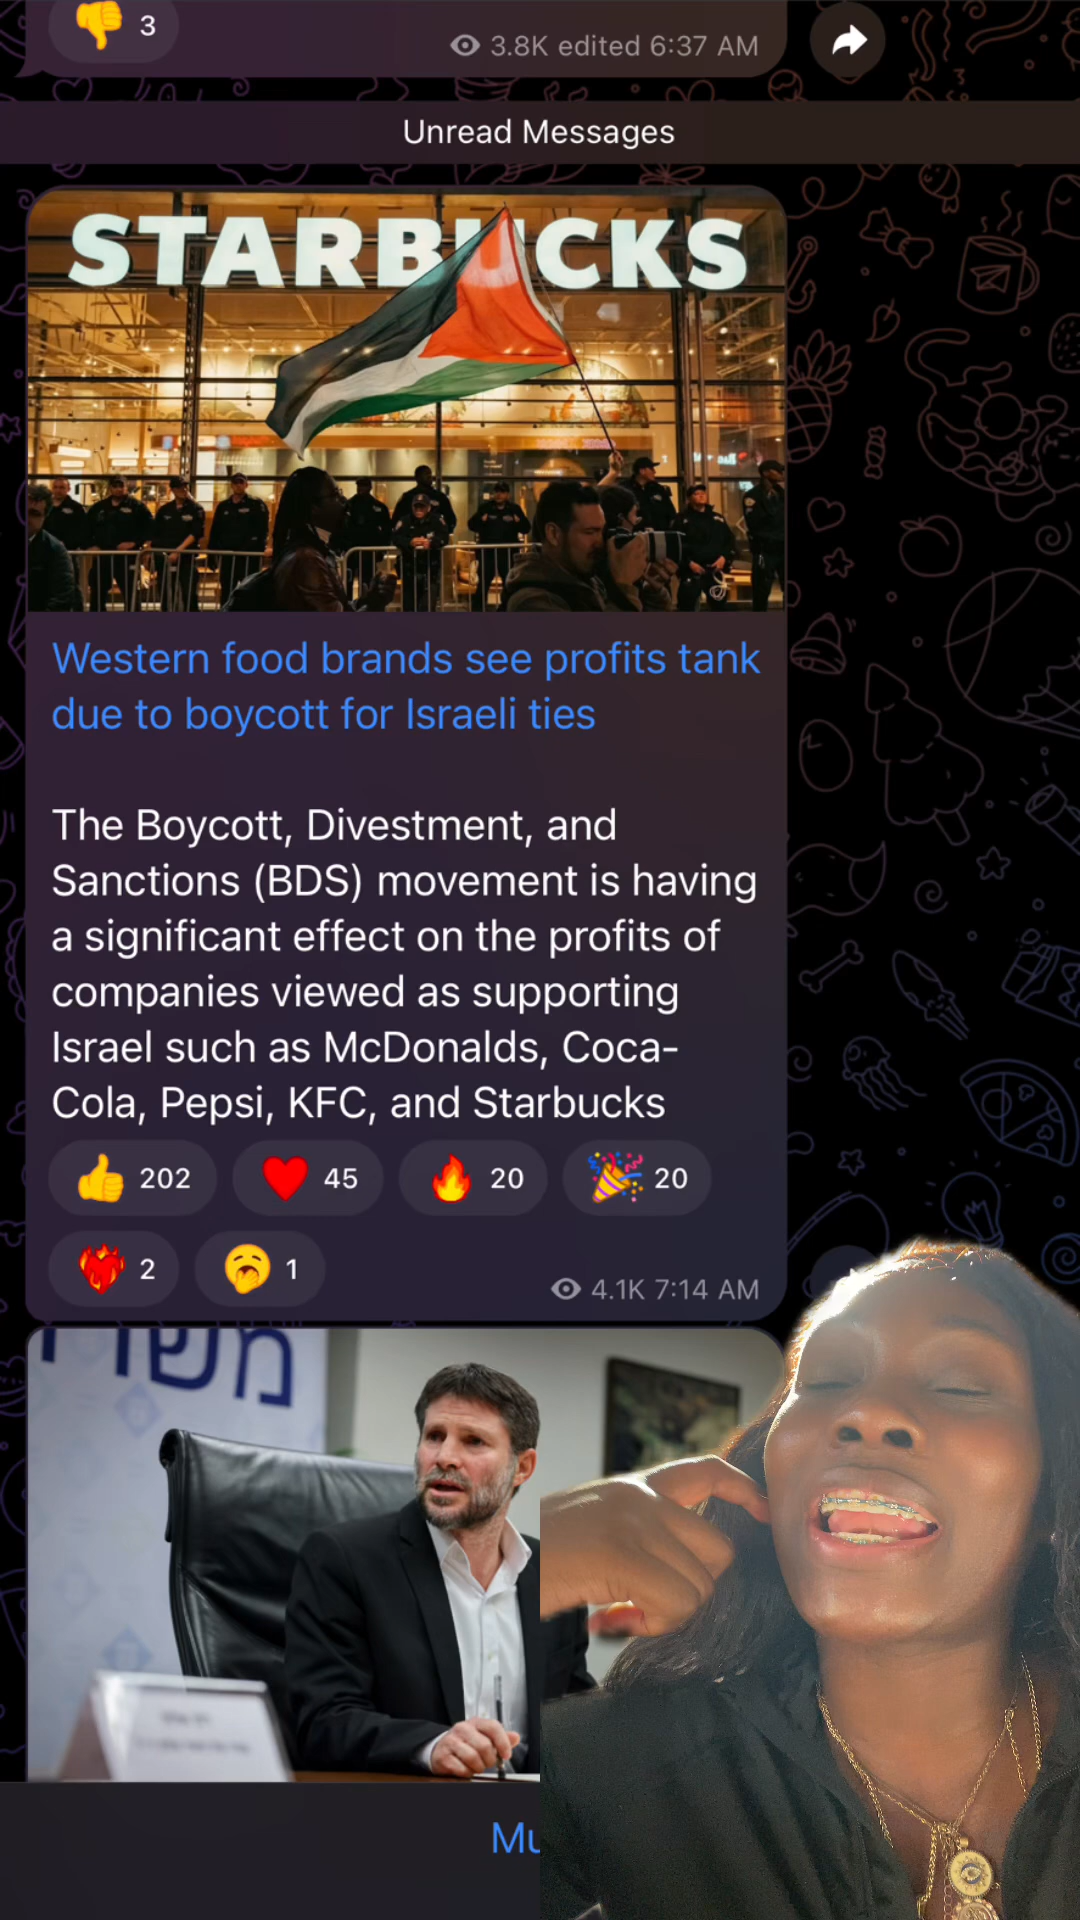 3
3.8K edited 6:37 AM
Unread Messages
STARBUCKS
Western food brands see profits tank
due to boycott for Israeli ties
The Boycott, Divestment, and
Sanctions (BDS) movement is having
a significant effect on the profits of
companies viewed as supporting
Israel such as McDonalds, Coca-
Cola, Pepsi, KFC, and Starbucks
202 45 20 20
2 1
4.1K 7:14 AM
Mu